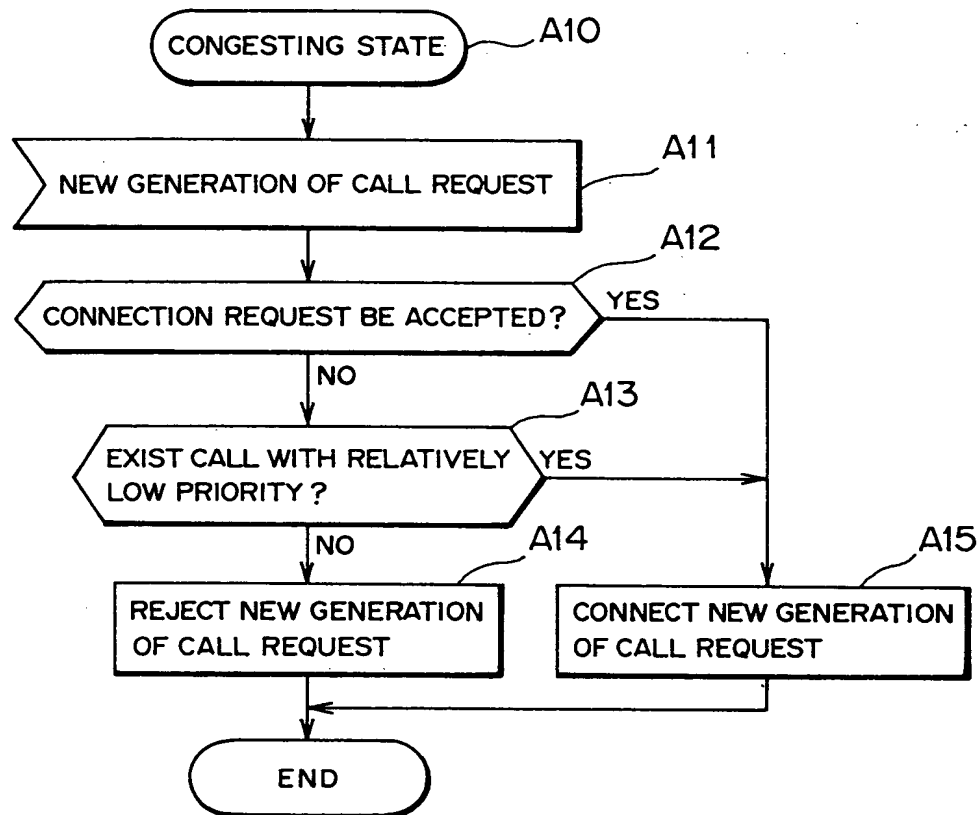 CONGESTING STATE
A10
NEW GENERATION OF CALL REQUEST
A11
A12
CONNECTION REQUEST BE ACCEPTED?
YES
NO
A13
EXIST CALL WITH RELATIVELY
LOW PRIORITY?
YES
NO
A14
REJECT NEW GENERATION
OF CALL REQUEST
A15
CONNECT NEW GENERATION
OF CALL REQUEST
END